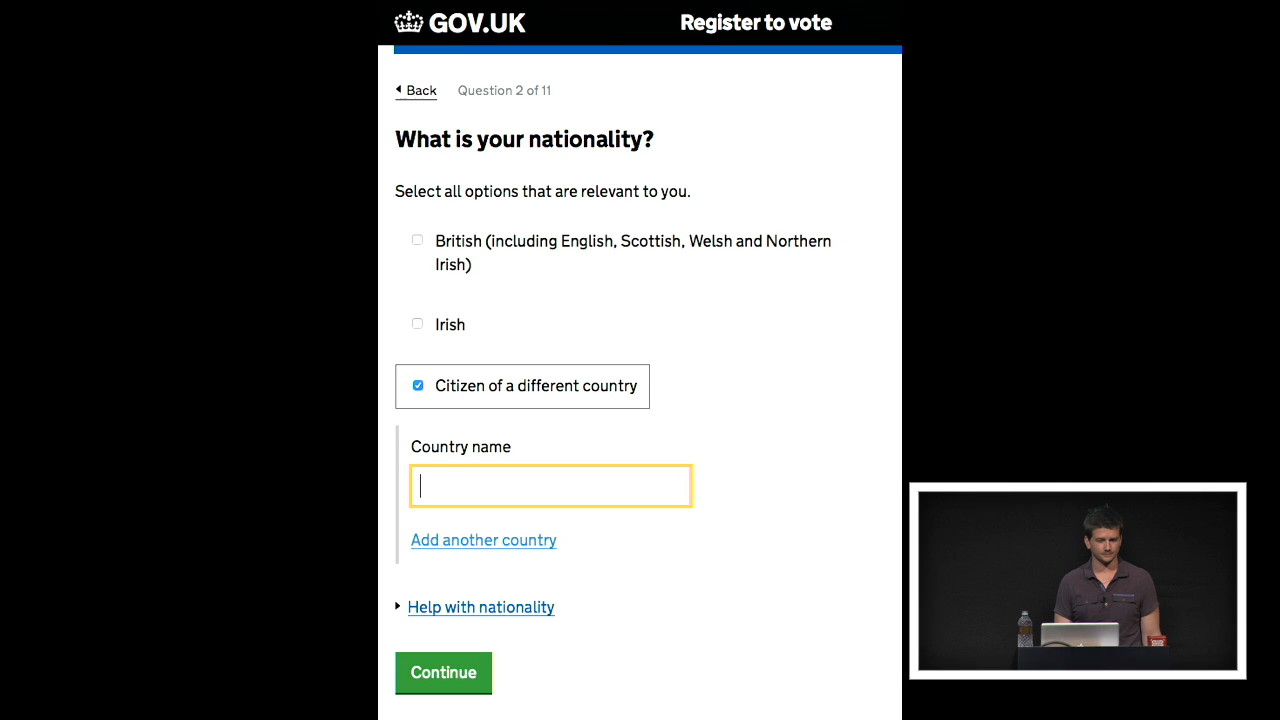 GOV.UK
Register to vote
Back
Question 2 of 11
What is your nationality?
Select all options that are relevant to you.
British (including English, Scottish, Welsh and Northern
Irish)
Irish
Citizen of a different country
Country name
Add another country
Help with nationality
Continue